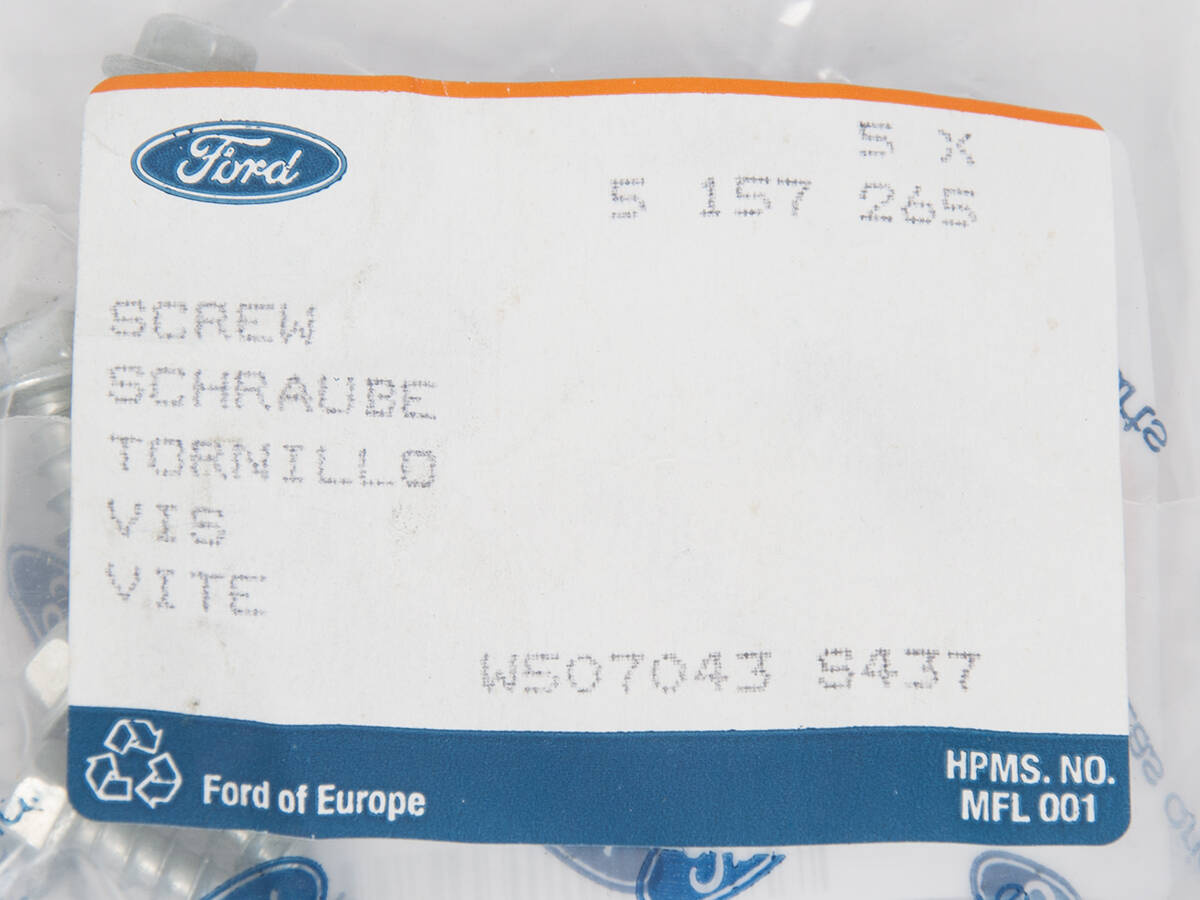 Ford
5 X
5 157 265
SCREW
SCHRAUBE
TORNILLO
VIS
VITE
W507043 S437
Ford of Europe
HPMS. NO.
MFL 001